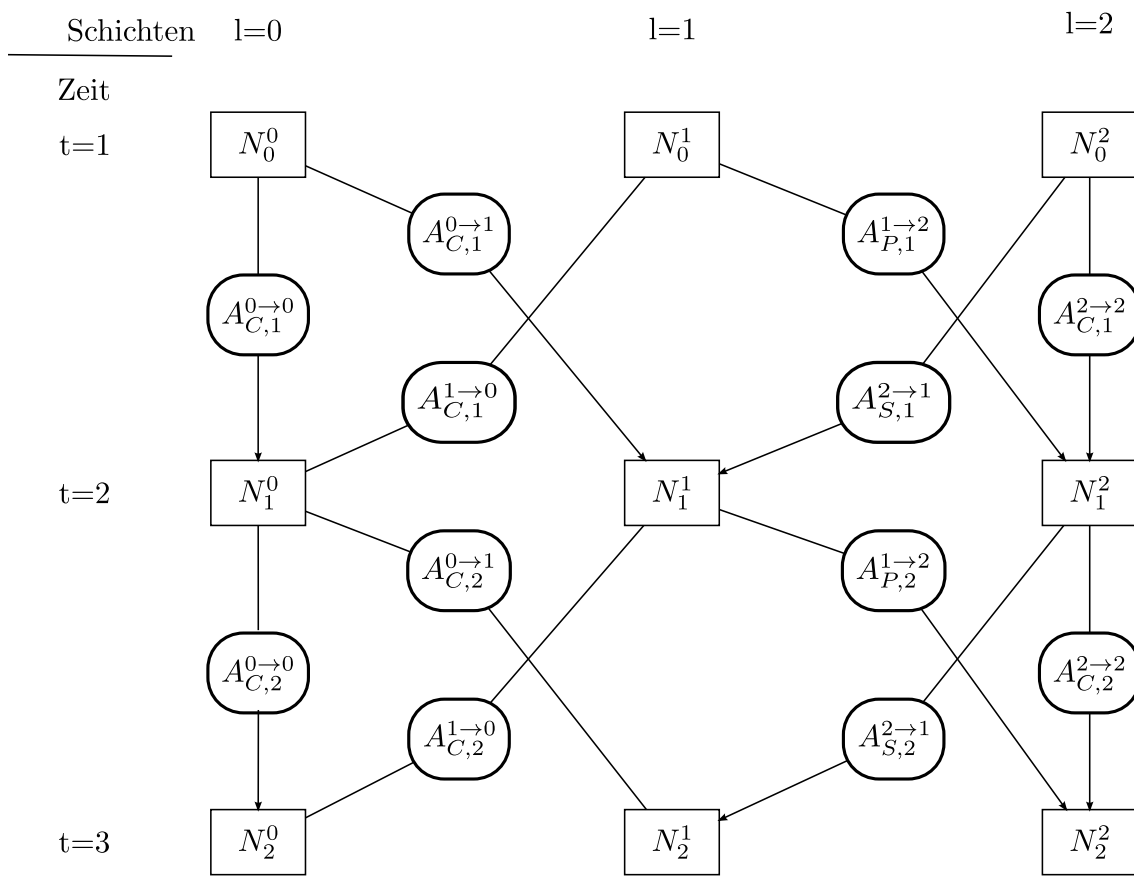 Schichten l=0 l=1 l=2
Zeit
t=1 N_0^0 N_0^1 N_0^2
A_{C,1}^{0→1} A_{P,1}^{1→2}
A_{C,1}^{0→0} A_{C,1}^{2→2}
A_{C,1}^{1→0} A_{S,1}^{2→1}
t=2 N_1^0 N_1^1 N_1^2
A_{C,2}^{0→1} A_{P,2}^{1→2}
A_{C,2}^{0→0} A_{C,2}^{2→2}
A_{C,2}^{1→0} A_{S,2}^{2→1}
t=3 N_2^0 N_2^1 N_2^2